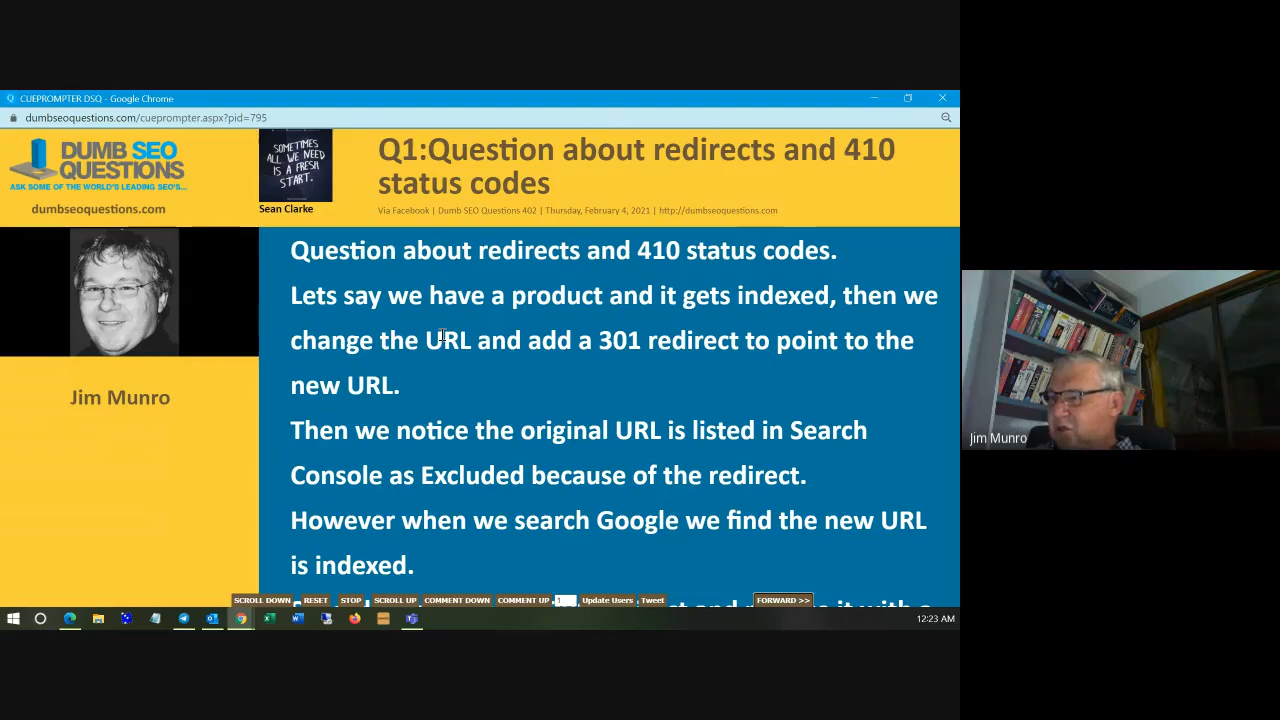 CUEPROMPTER DSQ - Google Chrome
dumbseoquestions.com/cueprompter.aspx?pid=795
DUMB SEO
QUESTIONS
ASK SOME OF THE WORLD'S LEADING SEO'S...
dumbseoquestions.com
SOMETIMES
ALL WE NEED
IS A FRESH
START.
Sean Clarke
Q1:Question about redirects and 410
status codes
Via Facebook | Dumb SEO Questions 402 | Thursday, February 4, 2021 | http://dumbseoquestions.com
Jim Munro
Question about redirects and 410 status codes.
Lets say we have a product and it gets indexed, then we
change the URL and add a 301 redirect to point to the
new URL.
Then we notice the original URL is listed in Search
Console as Excluded because of the redirect.
However when we search Google we find the new URL
is indexed.
it with a
SCROLL DOWN RESET STOP SCROLL UP COMMENT DOWN COMMENT UP 1 Update Users Tweet FORWARD >>
12:23 AM
Jim Munro